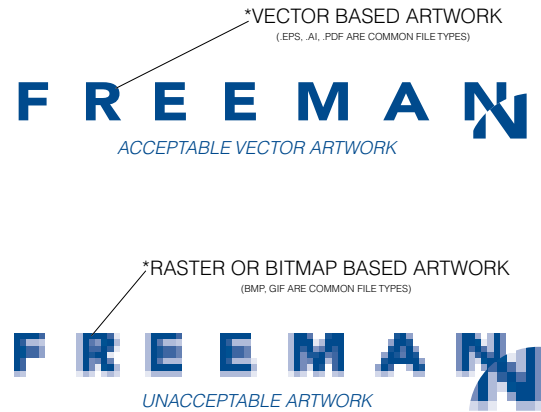 *VECTOR BASED ARTWORK
(.EPS, .AI, .PDF ARE COMMON FILE TYPES)
FREEMAN
ACCEPTABLE VECTOR ARTWORK
*RASTER OR BITMAP BASED ARTWORK
(BMP, GIF ARE COMMON FILE TYPES)
FREEMAN
UNACCEPTABLE ARTWORK